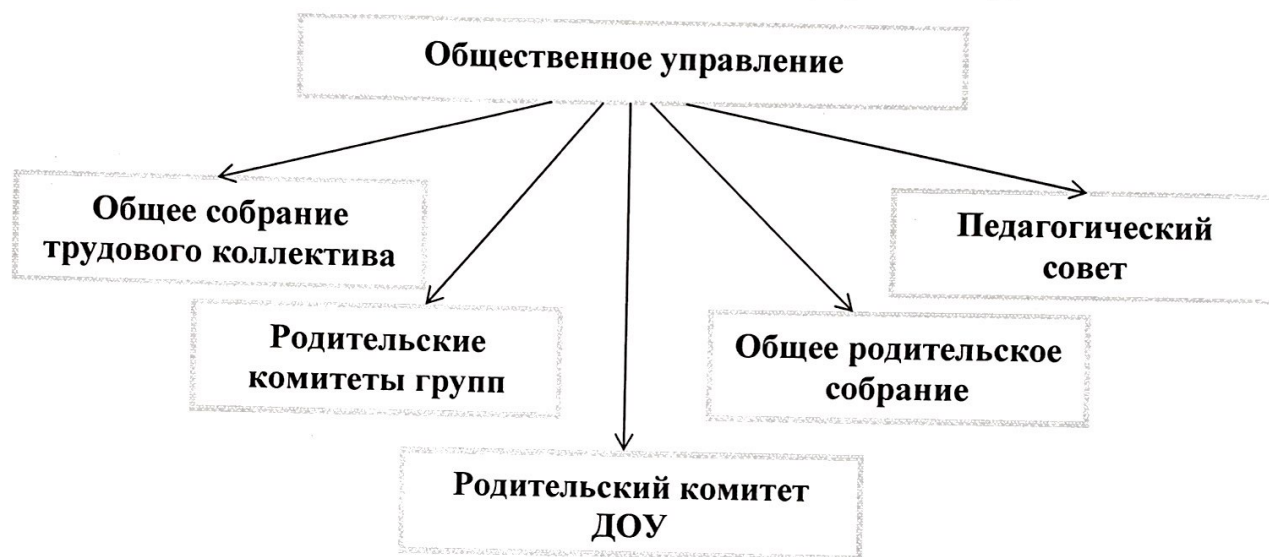 Общественное управление
Общее собрание
трудового коллектива
Педагогический
совет
Родительские
комитеты групп
Общее родительское
собрание
Родительский комитет
ДОУ